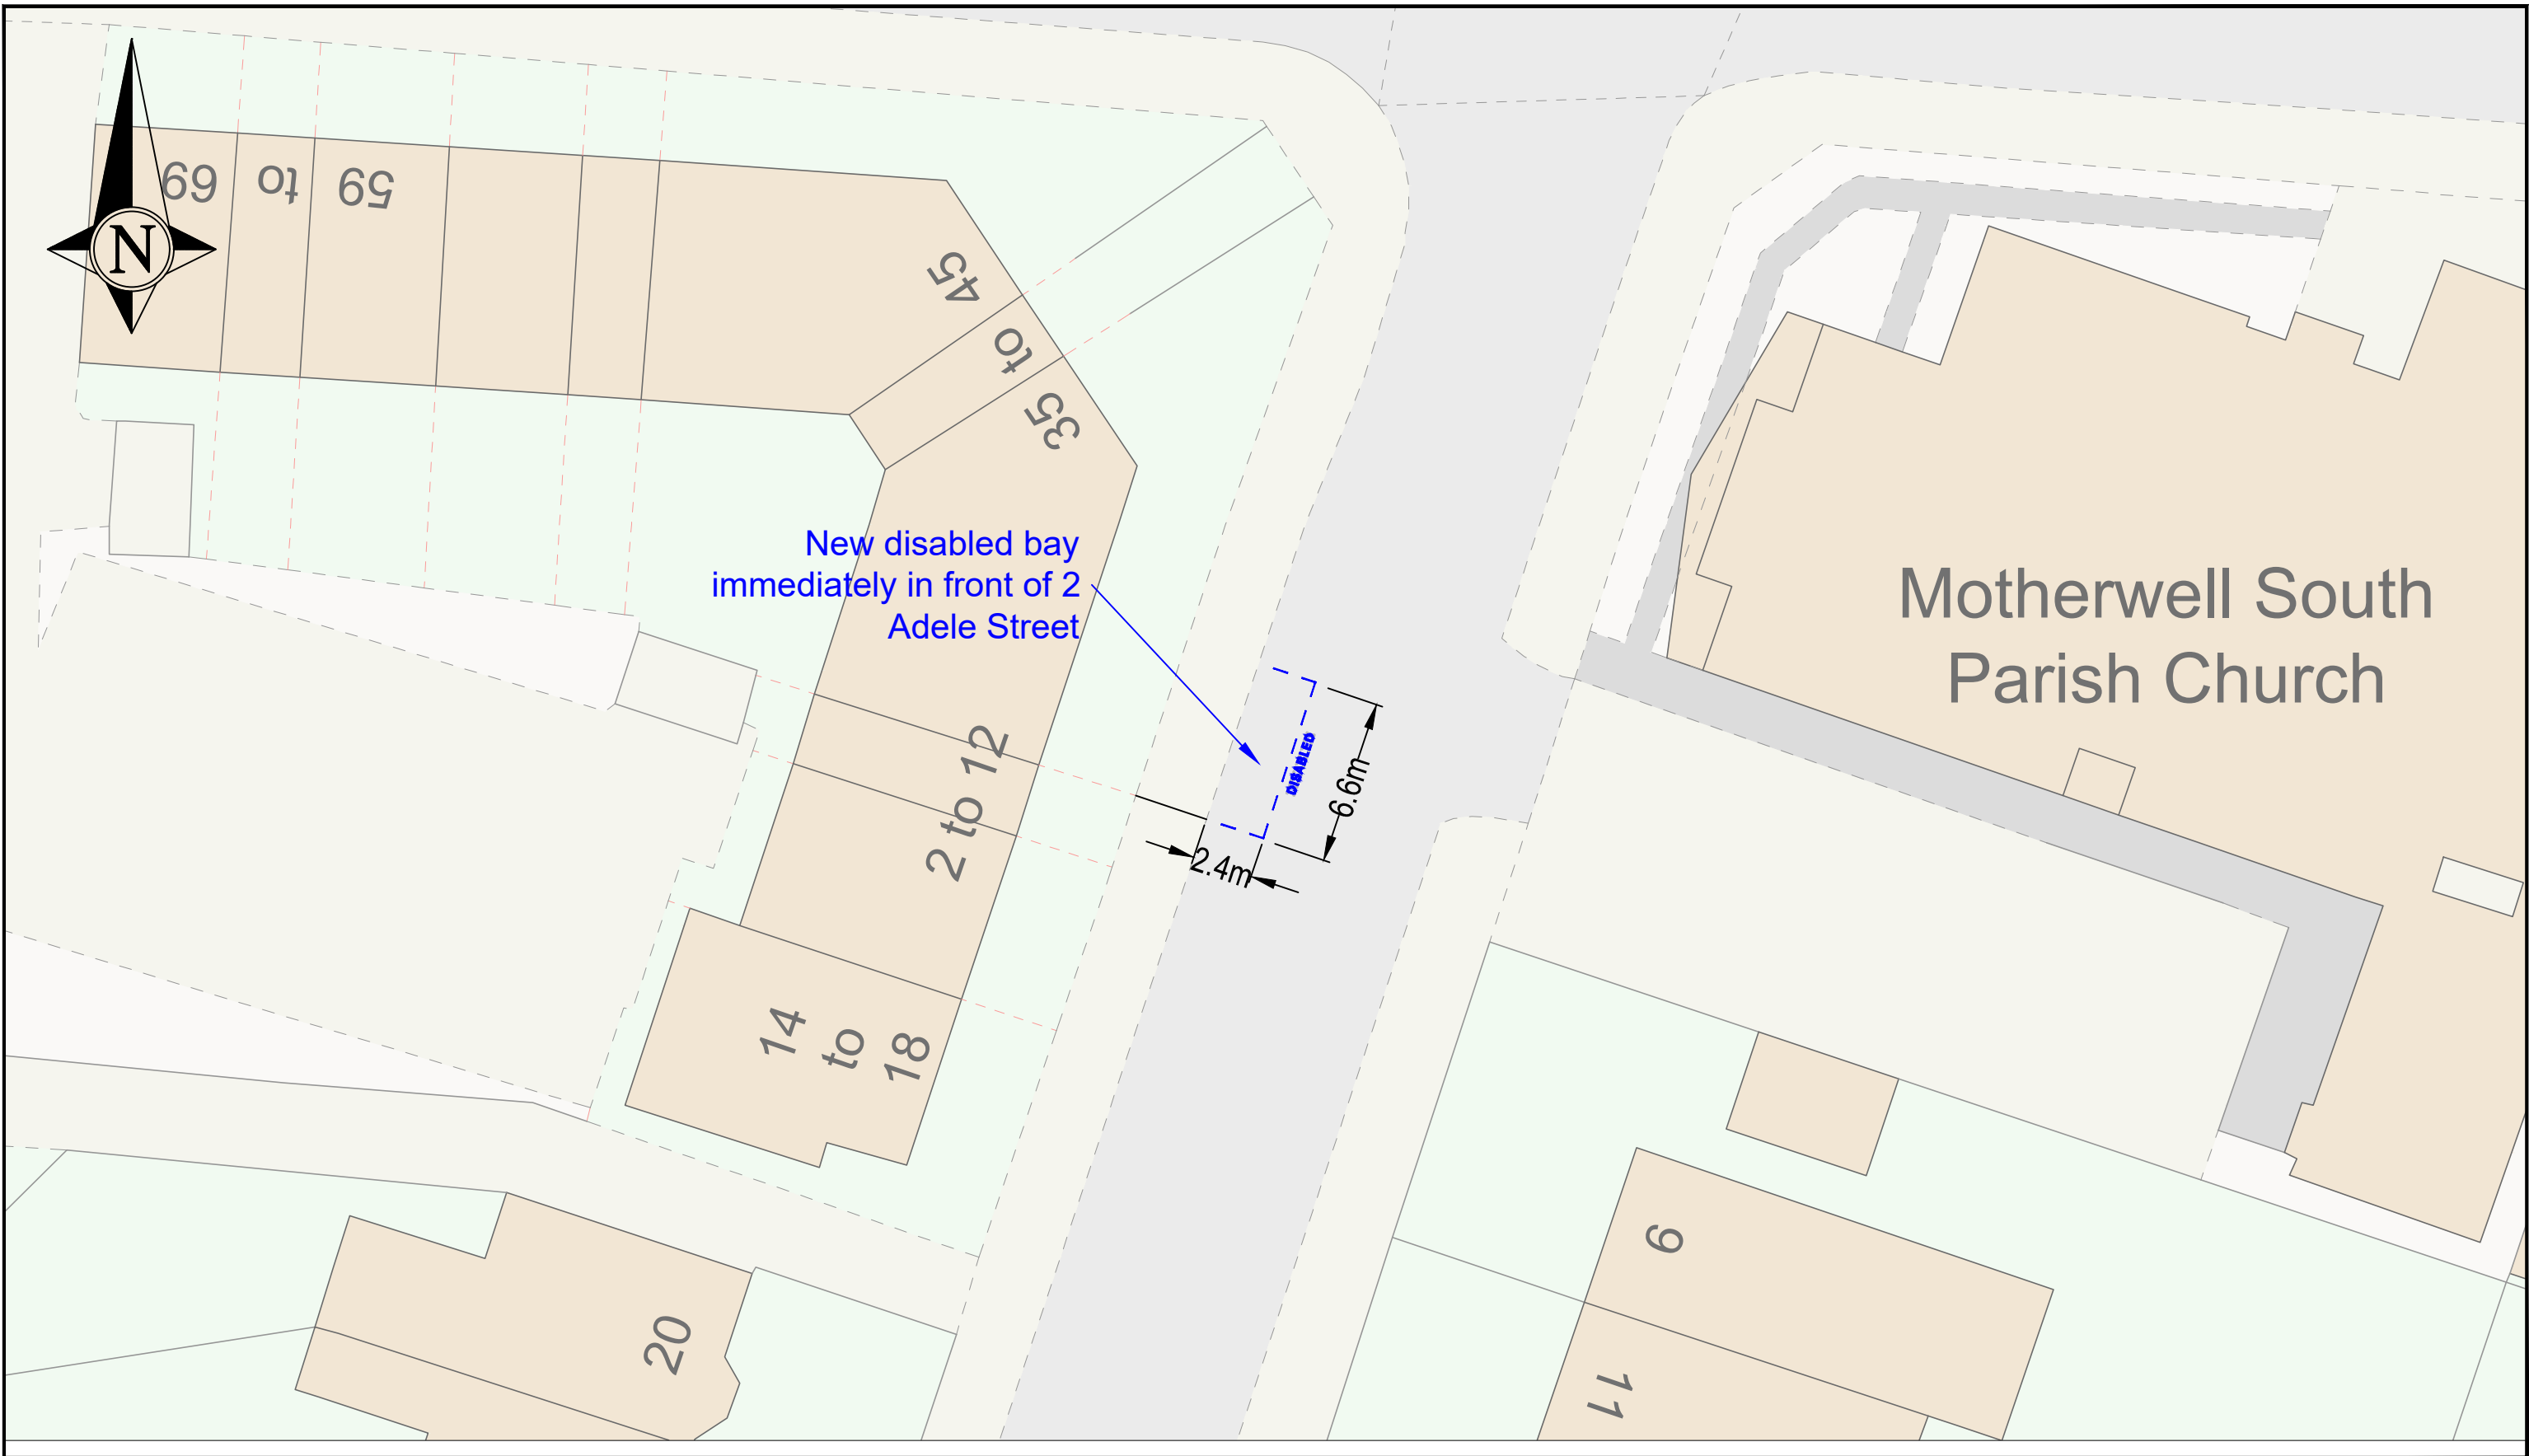 69 to 59
N
45
to
35
New disabled bay
immediately in front of 2
Adele Street
Motherwell South
Parish Church
DISABLED
6.6m
2.4m
2 to 12
14
to
18
20
9
11